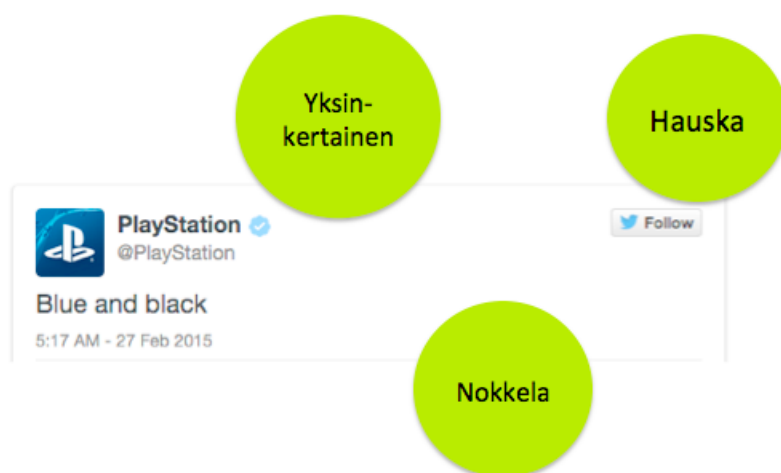 Yksin-
kertainen
Hauska
PlayStation
@PlayStation
Follow
Blue and black
5:17 AM - 27 Feb 2015
Nokkela